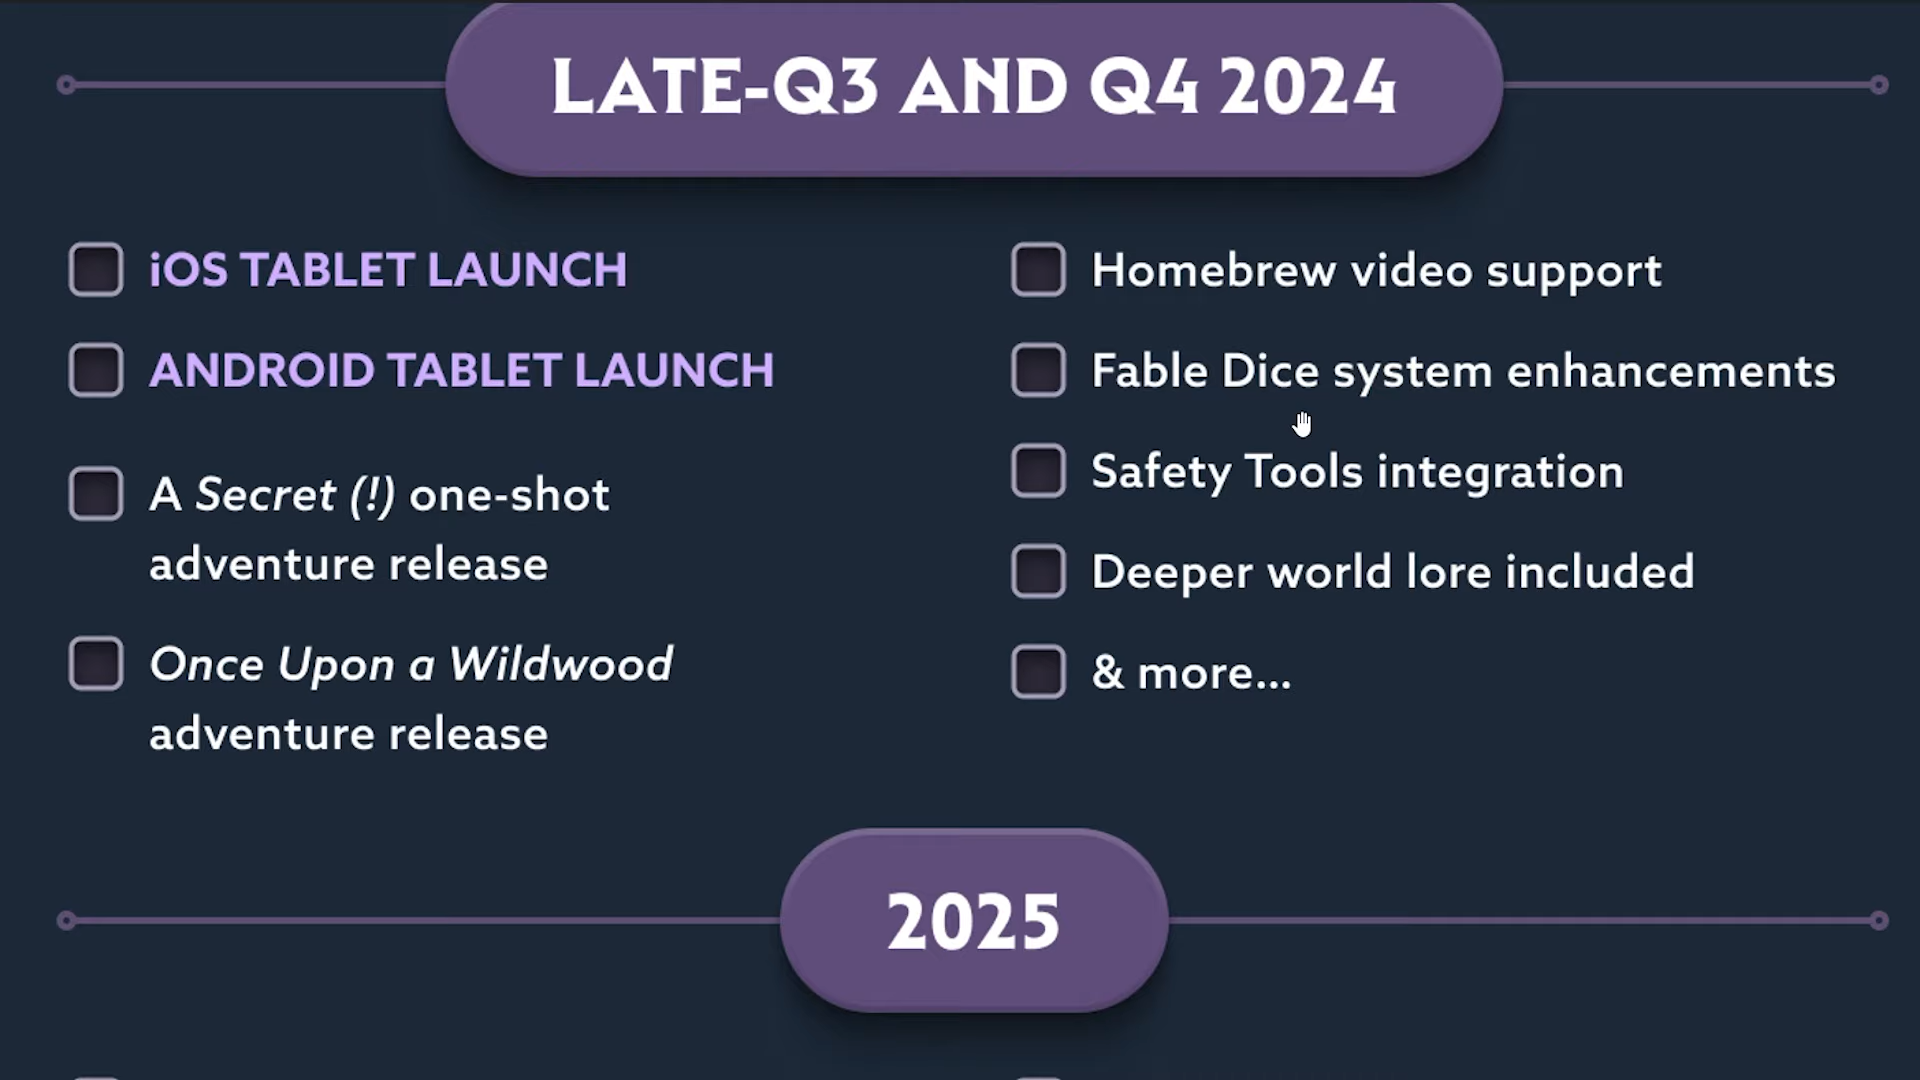 LATE-Q3 AND Q4 2024
iOS TABLET LAUNCH
ANDROID TABLET LAUNCH
A Secret (!) one-shot
adventure release
Once Upon a Wildwood
adventure release
Homebrew video support
Fable Dice system enhancements
Safety Tools integration
Deeper world lore included
& more...
2025